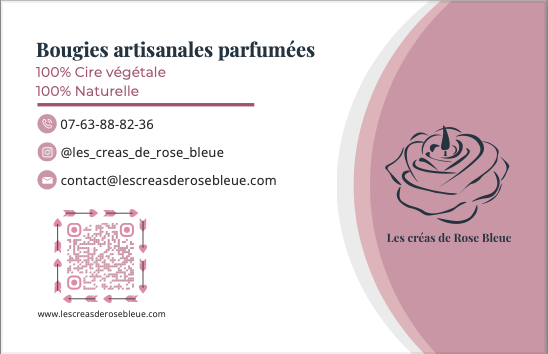 Bougies artisanales parfumées
100% Cire végétale
100% Naturelle
07-63-88-82-36
@les_creas_de_rose_bleue
contact@lescreasderosebleue.com
www.lescreasderosebleue.com
Les créas de Rose Bleue